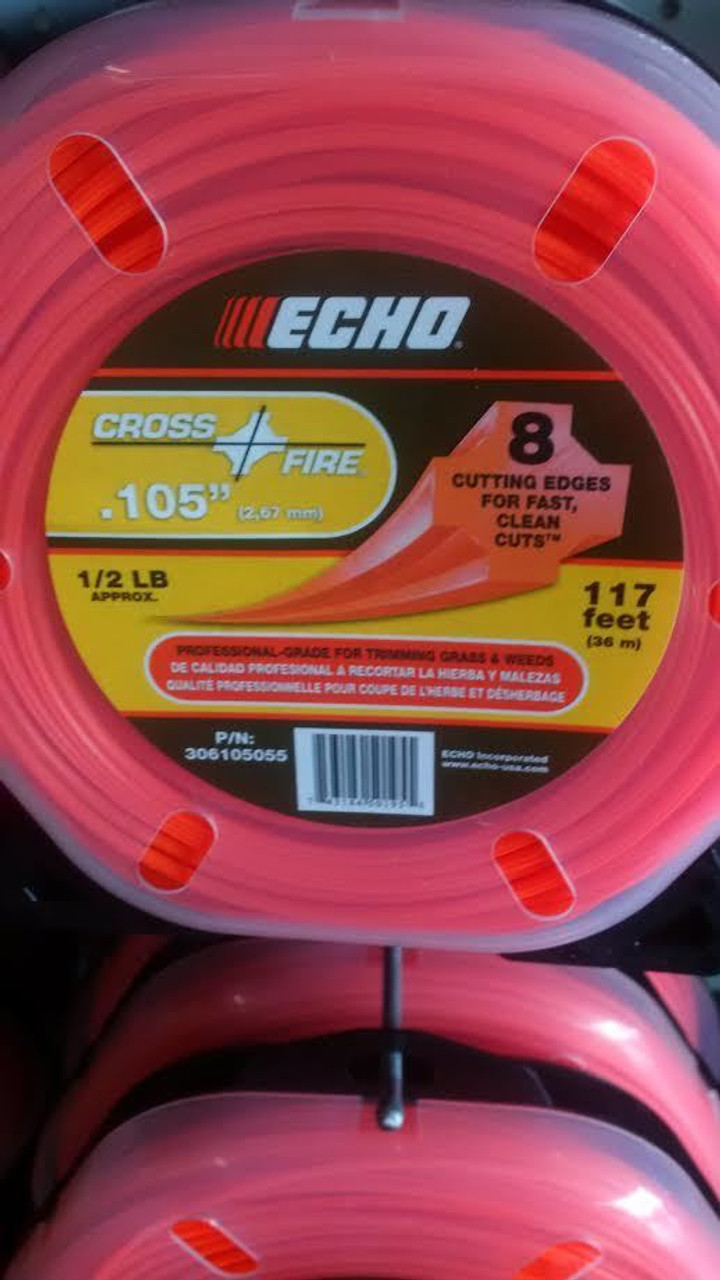 ECHO
CROSS
FIRE
.105” (2,67 mm)
8
CUTTING EDGES
FOR FAST,
CLEAN
CUTS™
1/2 LB
APPROX.
117
feet
(36 m)
PROFESSIONAL-GRADE FOR TRIMMING GRASS & WEEDS
DE CALIDAD PROFESIONAL A RECORTAR LA HIERBA Y MALEZAS
QUALITÉ PROFESSIONNELLE POUR COUPE DE L'HERBE ET DÉSHERBAGE
P/N:
306105055
ECHO Incorporated
www.echo-usa.com